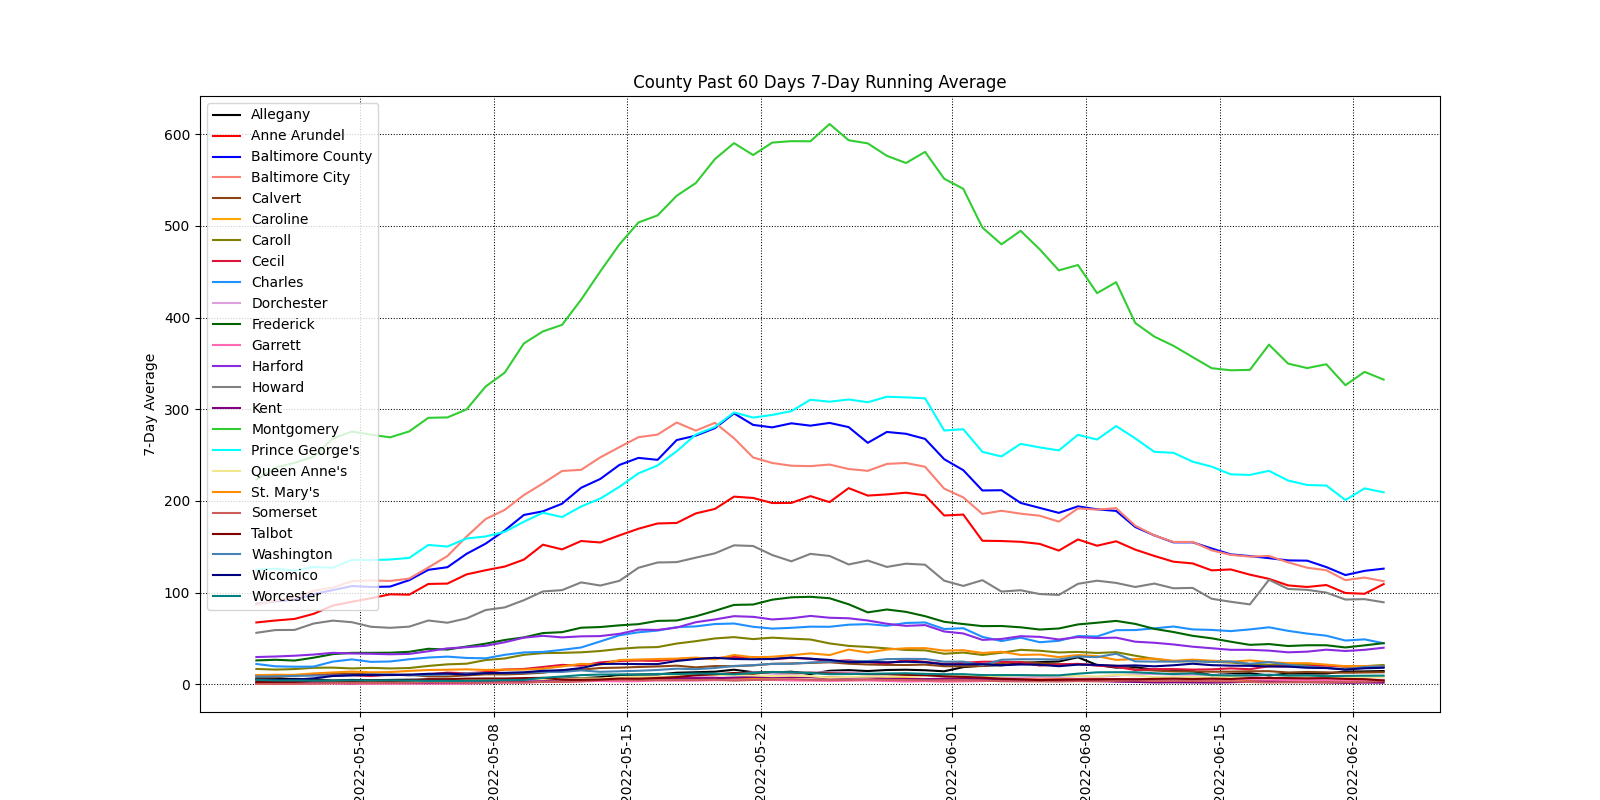 County Past 60 Days 7-Day Running Average
7-Day Average
600
500
400
300
200
100
0
Allegany
Anne Arundel
Baltimore County
Baltimore City
Calvert
Caroline
Caroll
Cecil
Charles
Dorchester
Frederick
Garrett
Harford
Howard
Kent
Montgomery
Prince George's
Queen Anne's
St. Mary's
Somerset
Talbot
Washington
Wicomico
Worcester
2022-05-01
2022-05-08
2022-05-15
2022-05-22
2022-06-01
2022-06-08
2022-06-15
2022-06-22